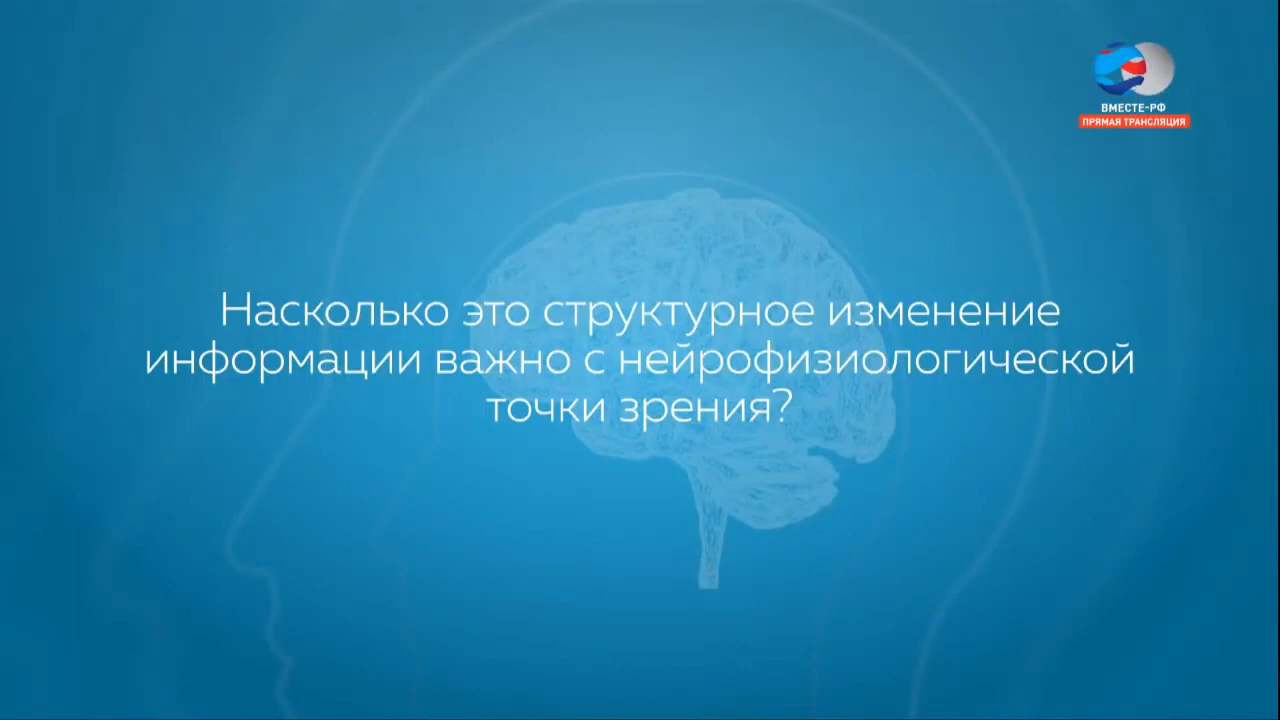 ВМЕСТЕ-РФ
ПРЯМАЯ ТРАНСЛЯЦИЯ
Насколько это структурное изменение
информации важно с нейрофизиологической
точки зрения?